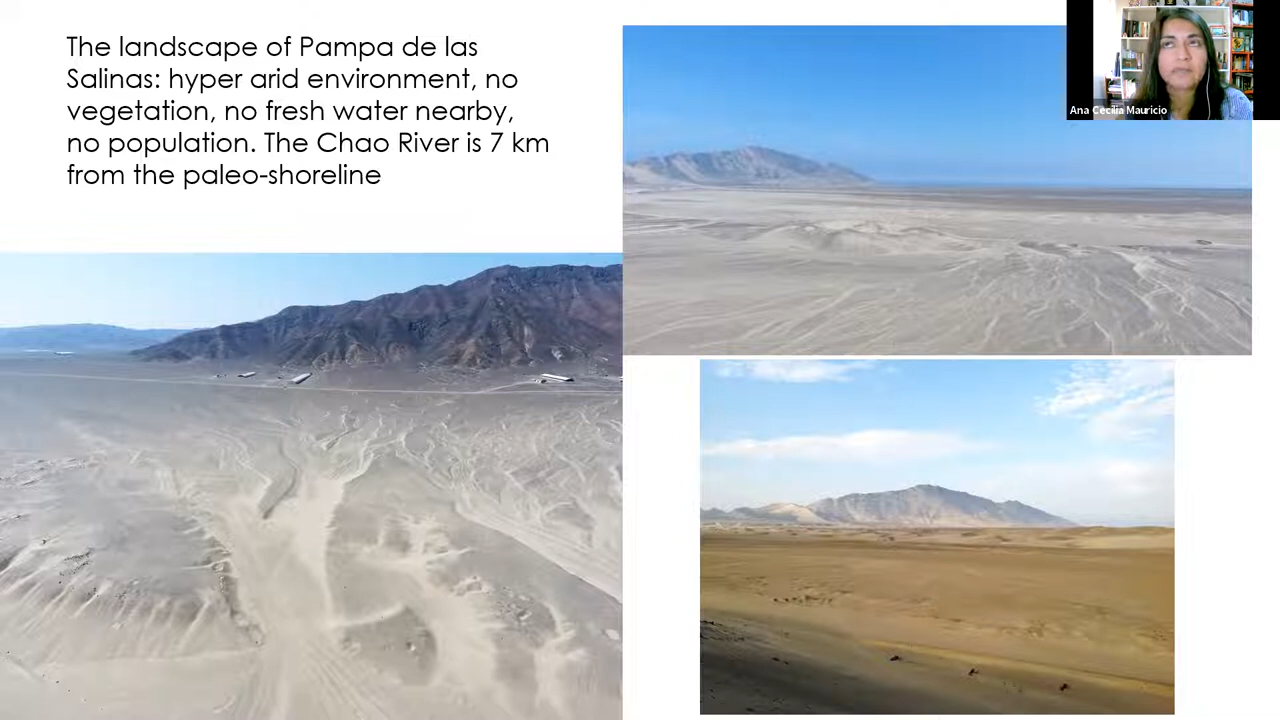 The landscape of Pampa de las
Salinas: hyper arid environment, no
vegetation, no fresh water nearby,
no population. The Chao River is 7 km
from the paleo-shoreline
Ana Cecilia Mauricio